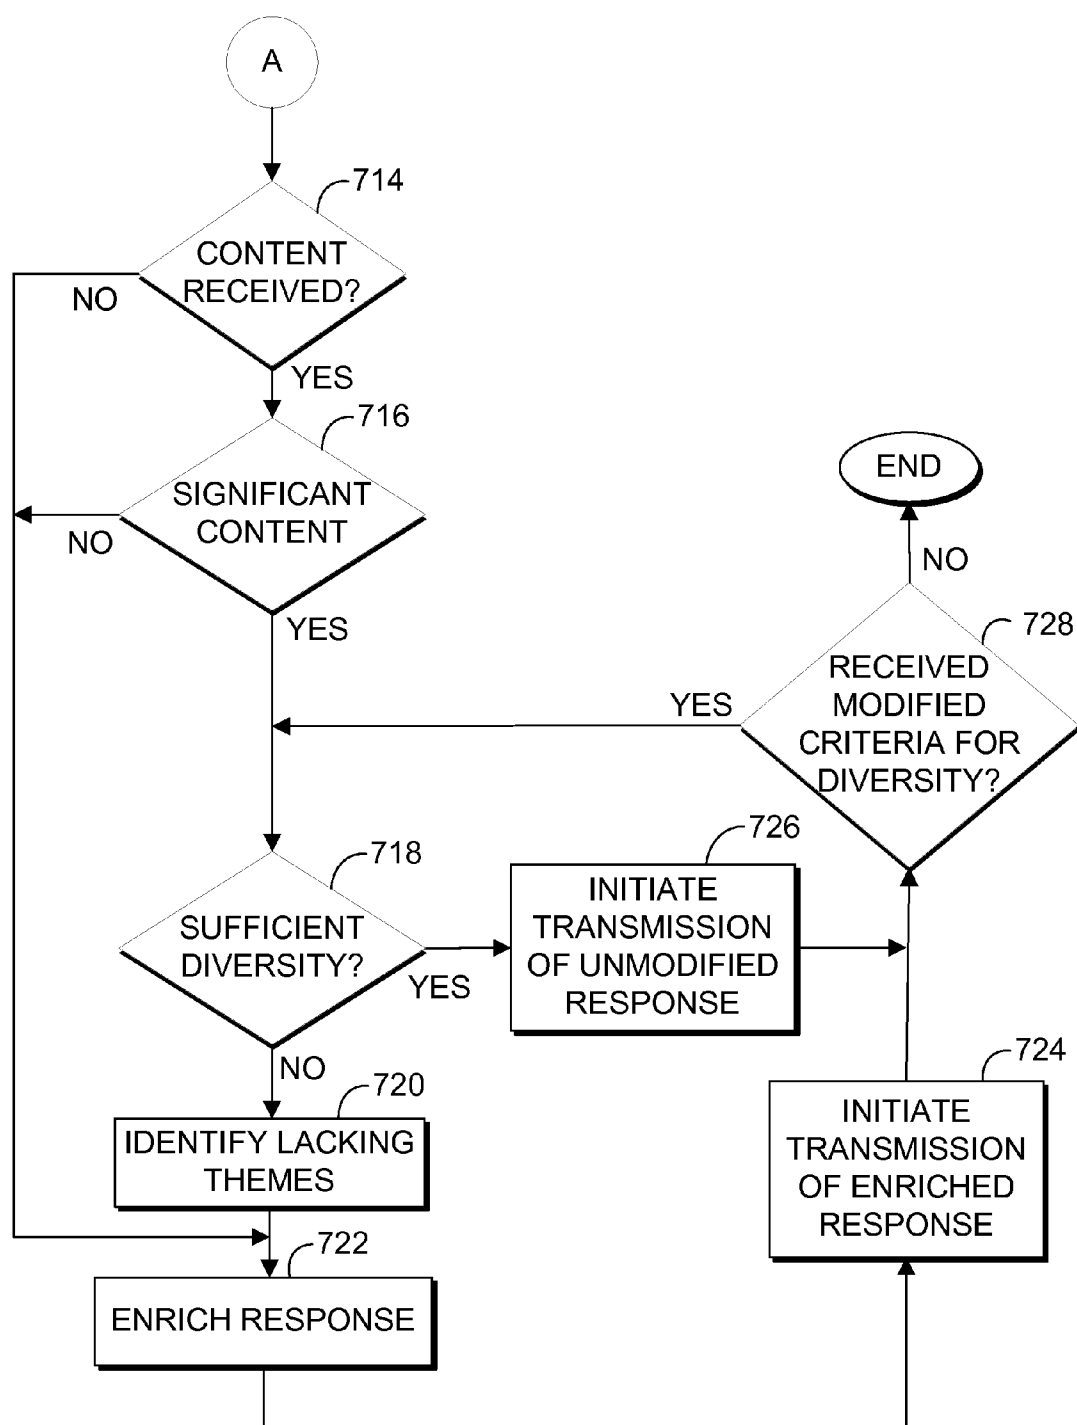 A
714
CONTENT
RECEIVED?
NO
YES
716
SIGNIFICANT
CONTENT
NO
YES
END
NO
728
RECEIVED
MODIFIED
CRITERIA FOR
DIVERSITY?
YES
718
SUFFICIENT
DIVERSITY?
YES
NO
726
INITIATE
TRANSMISSION
OF UNMODIFIED
RESPONSE
720
IDENTIFY LACKING
THEMES
722
ENRICH RESPONSE
724
INITIATE
TRANSMISSION
OF ENRICHED
RESPONSE